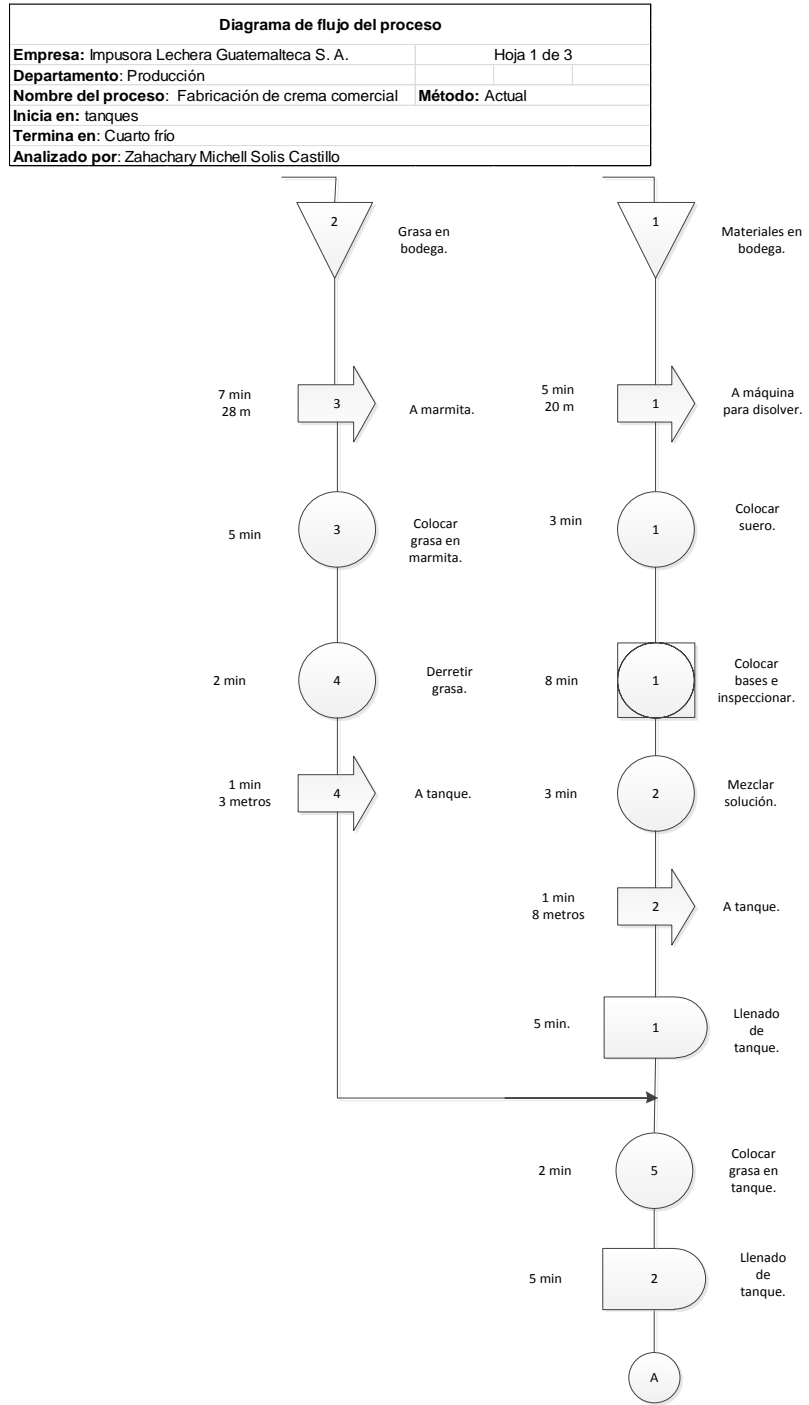 Diagrama de flujo del proceso
Empresa: Impusora Lechera Guatemalteca S. A. Hoja 1 de 3
Departamento: Producción
Nombre del proceso: Fabricación de crema comercial Método: Actual
Inicia en: tanques
Termina en: Cuarto frío
Analizado por: Zahachary Michell Solis Castillo
2
Grasa en
bodega.
7 min
28 m
3
A marmita.
5 min
3
Colocar
grasa en
marmita.
2 min
4
Derretir
grasa.
1 min
3 metros
4
A tanque.
1
Materiales en
bodega.
5 min
20 m
1
A máquina
para disolver.
3 min
1
Colocar
suero.
8 min
1
Colocar
bases e
inspeccionar.
3 min
2
Mezclar
solución.
1 min
8 metros
2
A tanque.
5 min.
1
Llenado
de
tanque.
2 min
5
Colocar
grasa en
tanque.
5 min
2
Llenado
de
tanque.
A